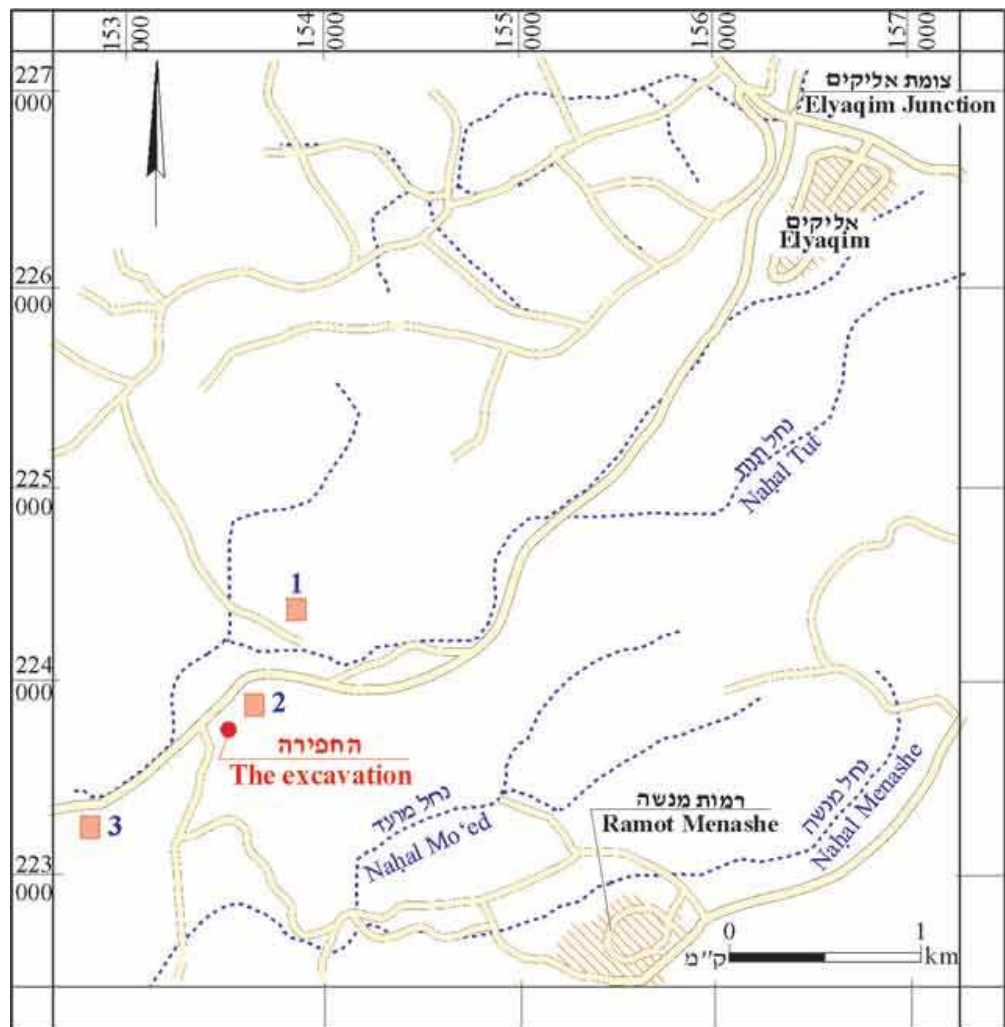 153
000
154
000
155
000
156
000
157
000
227
000
226
000
225
000
224
000
223
000
צומת אליקים
Elyaqim Junction
אליקים
Elyaqim
נחל תות
Naḥal Tut
1
2
החפירה
The excavation
3
נחל מועד
Naḥal Mo‘ed
רמות מנשה
Ramot Menashe
נחל מנשה
Naḥal Menashe
0
1
ק"מ
km